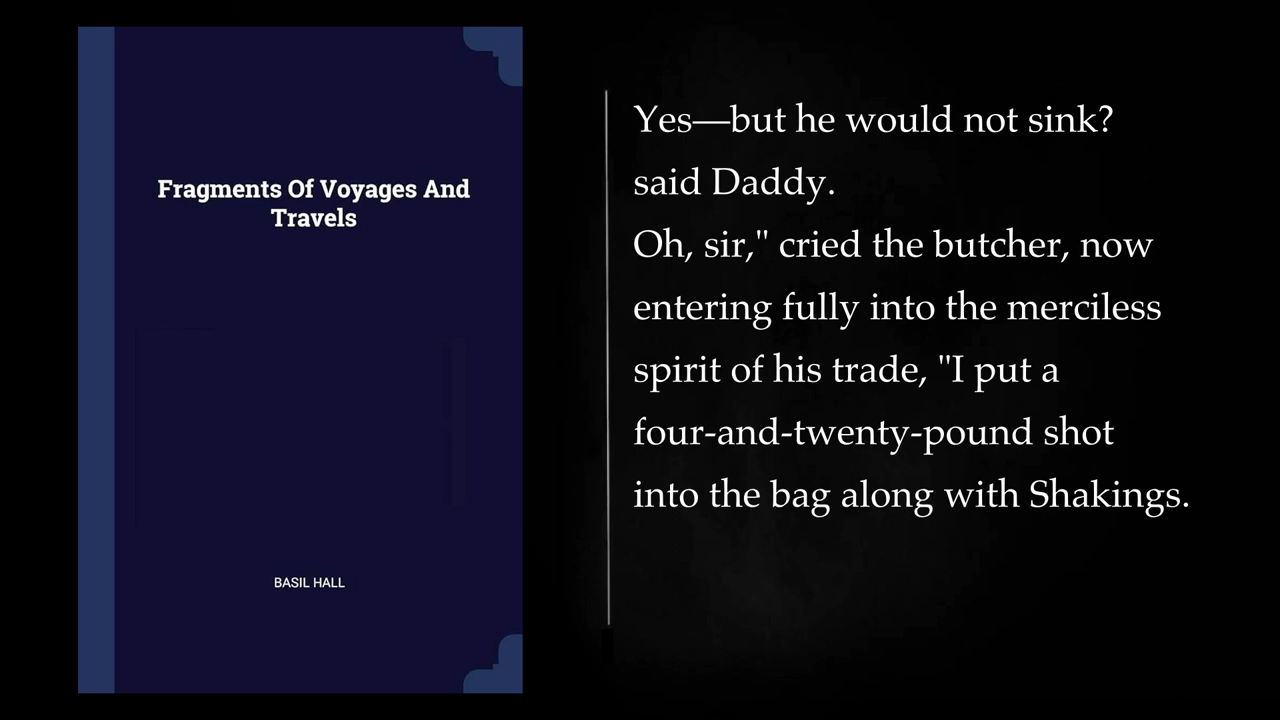 Fragments Of Voyages And
Travels
BASIL HALL
Yes—but he would not sink?
said Daddy.
Oh, sir," cried the butcher, now
entering fully into the merciless
spirit of his trade, "I put a
four-and-twenty-pound shot
into the bag along with Shakings.